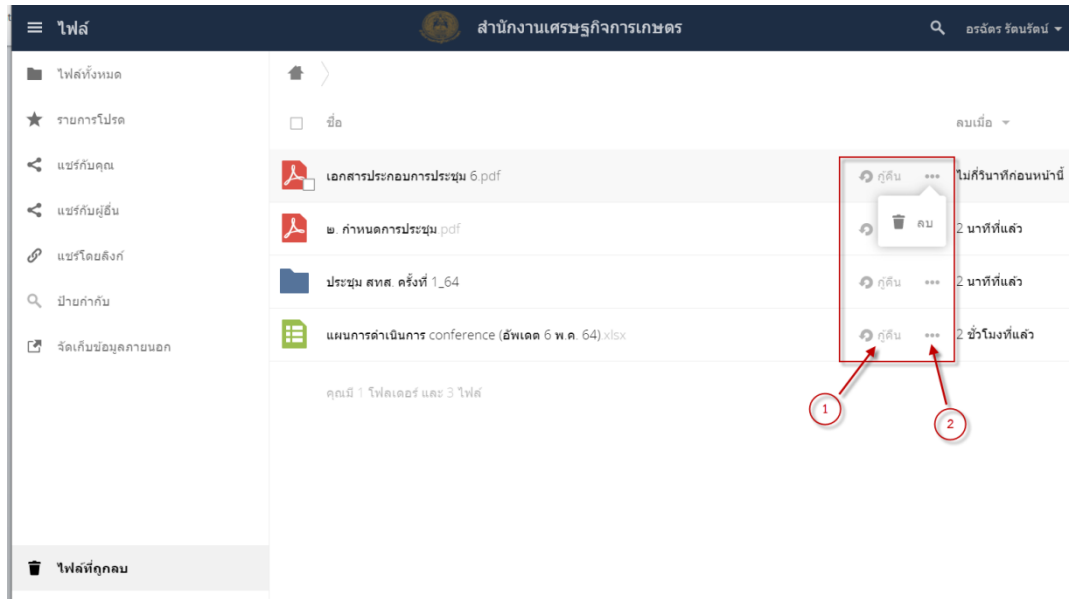 ไฟล์
สำนักงานเศรษฐกิจการเกษตร
อรฉัตร รัตนรัตน์
ไฟล์ทั้งหมด
รายการโปรด
แชร์กับคุณ
แชร์กับผู้อื่น
แชร์โดยลิงก์
ป้ายกำกับ
จัดเก็บข้อมูลภายนอก
ไฟล์ที่ถูกลบ
ชื่อ
ลบเมื่อ
เอกสารประกอบการประชุม 6.pdf
กู้คืน
ไม่กี่วินาทีก่อนหน้านี้
ลบ
๒. กำหนดการประชุม.pdf
2 นาทีที่แล้ว
ประชุม สทส. ครั้งที่ 1_64
กู้คืน
2 นาทีที่แล้ว
แผนการดำเนินการ conference (อัพเดต 6 พ.ค. 64).xlsx
กู้คืน
2 ชั่วโมงที่แล้ว
คุณมี 1 โฟลเดอร์ และ 3 ไฟล์
1
2